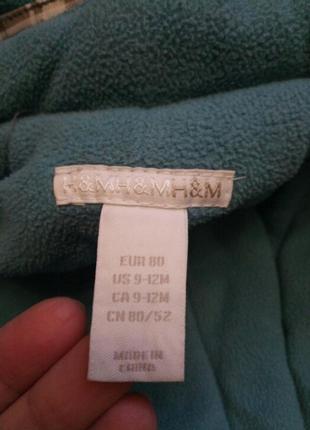 H&MH&MH&M
EUR 80
US 9-12M
CA 9-12M
CN 80/52
MADE IN
CHINA